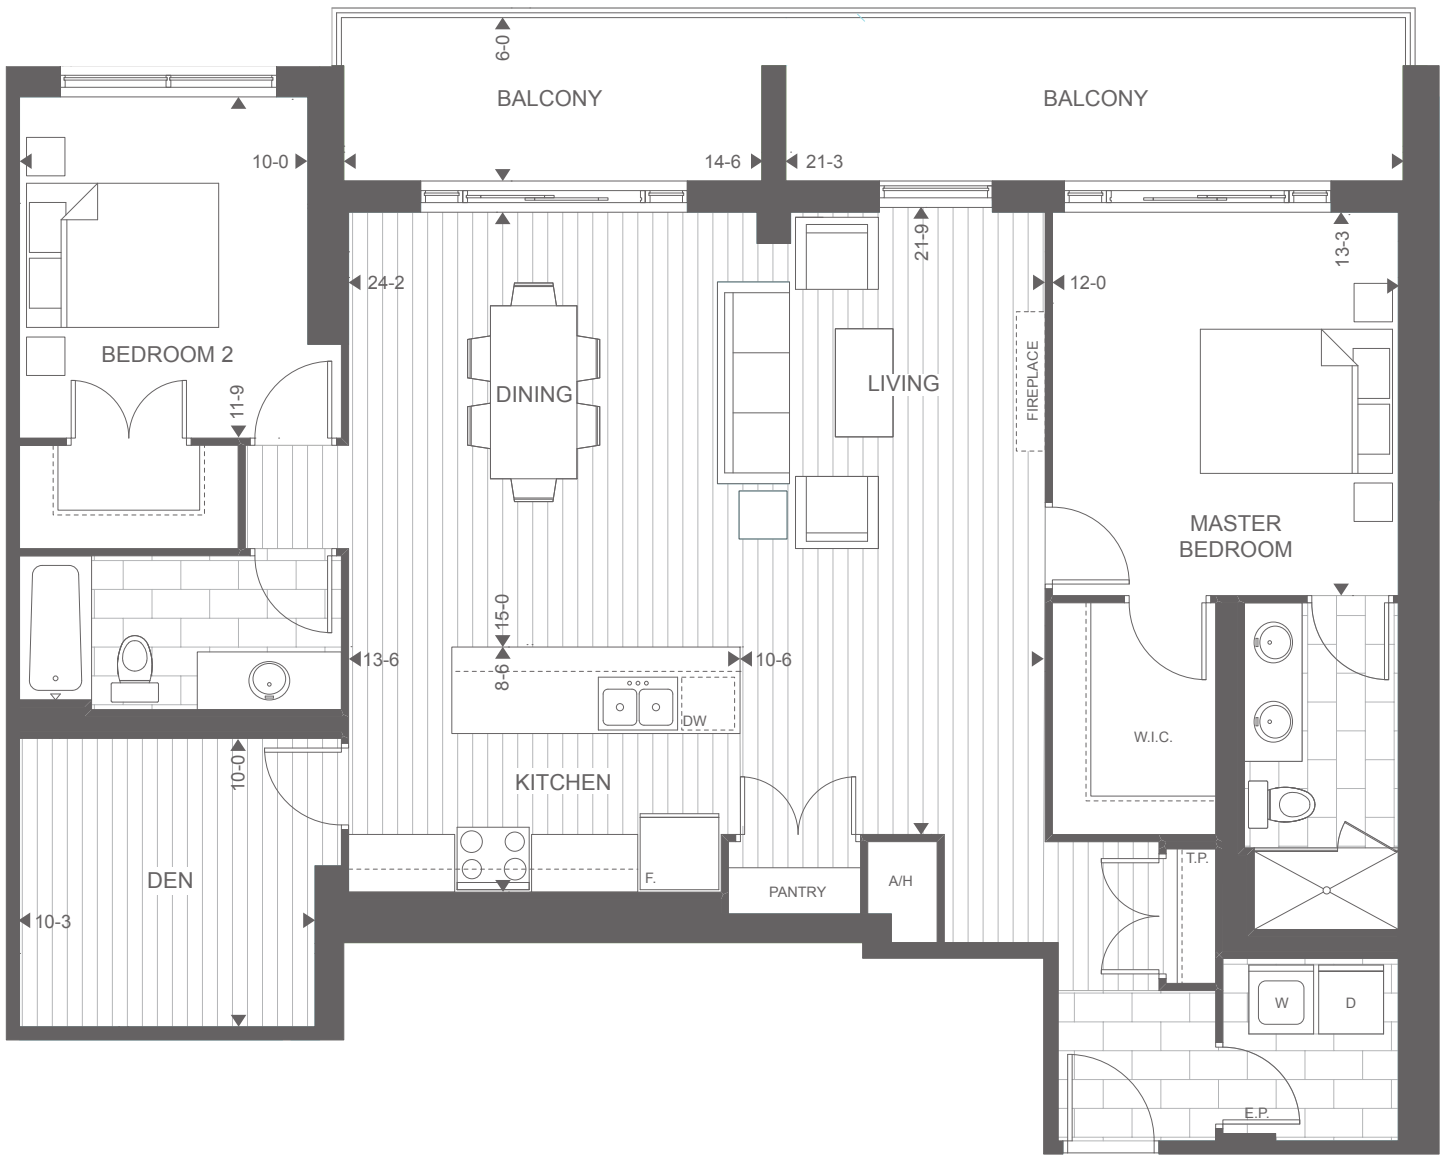 6-0
BALCONY
BALCONY
10-0
14-6
21-3
21-9
13-3
24-2
12-0
BEDROOM 2
DINING
LIVING
FIREPLACE
11-9
MASTER
BEDROOM
15-0
13-6
8-6
10-6
DW
W.I.C.
10-0
KITCHEN
DEN
F.
PANTRY
A/H
T.P.
10-3
W
D
E.P.